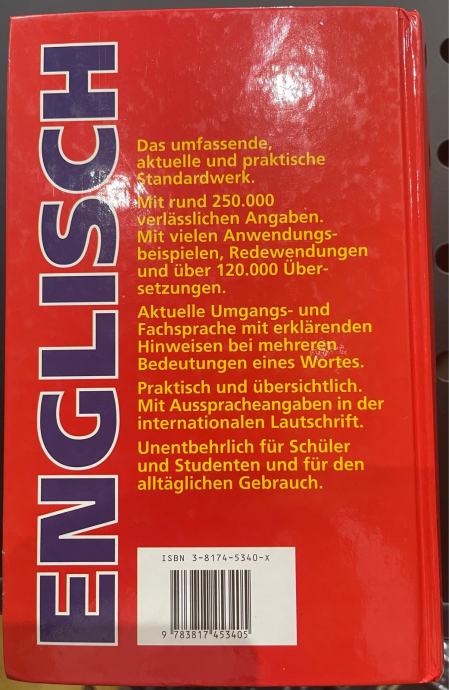 ENGLISCH
Das umfassende,
aktuelle und praktische
Standardwerk.
Mit rund 250.000
verlässlichen Angaben.
Mit vielen Anwendungs-
beispielen, Redewendungen
und über 120.000 Über-
setzungen.
Aktuelle Umgangs- und
Fachsprache mit erklärenden
Hinweisen bei mehreren
Bedeutungen eines Wortes.
Praktisch und übersichtlich.
Mit Ausspracheangaben in der
internationalen Lautschrift.
Unentbehrlich für Schüler
und Studenten und für den
alltäglichen Gebrauch.
ISBN 3-8174-5340-X
9 783817 453405